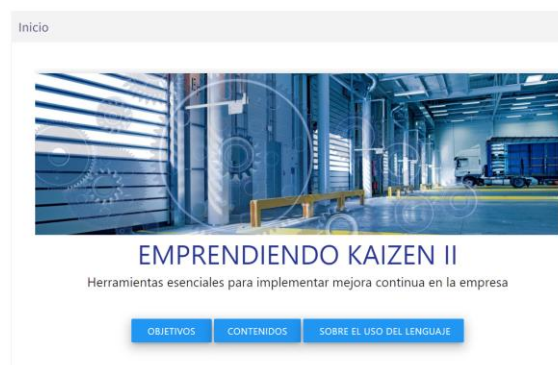 Inicio
EMPRENDIENDO KAIZEN II
Herramientas esenciales para implementar mejora continua en la empresa
OBJETIVOS
CONTENIDOS
SOBRE EL USO DEL LENGUAJE